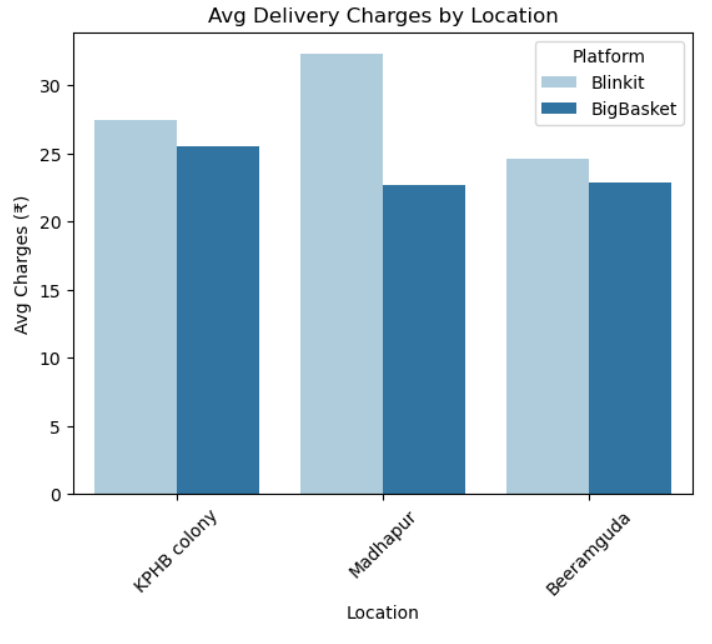 Avg Delivery Charges by Location
Platform
Blinkit
BigBasket
Avg Charges (₹)
30
25
20
15
10
5
0
KPHB colony
Madhapur
Beeramguda
Location